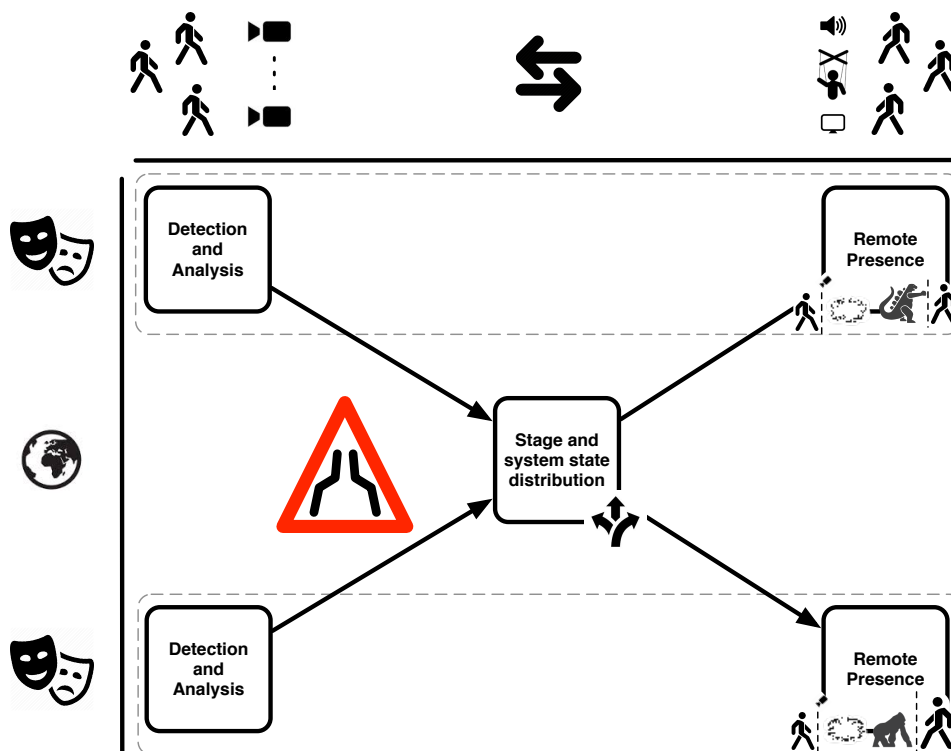 Detection
and
Analysis
Remote
Presence
Stage and
system state
distribution
Detection
and
Analysis
Remote
Presence